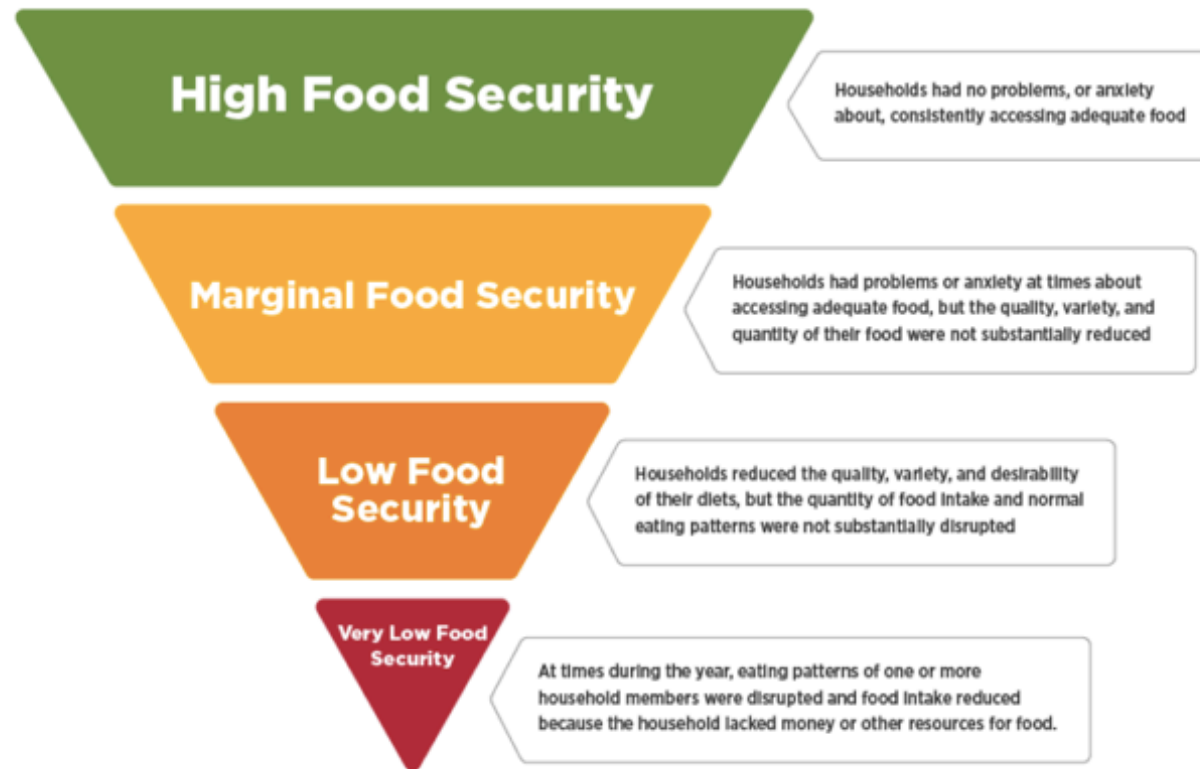 High Food Security
Households had no problems, or anxiety
about, consistently accessing adequate food
Marginal Food Security
Households had problems or anxiety at times about
accessing adequate food, but the quality, variety, and
quantity of their food were not substantially reduced
Low Food
Security
Households reduced the quality, variety, and desirability
of their diets, but the quantity of food intake and normal
eating patterns were not substantially disrupted
Very Low Food
Security
At times during the year, eating patterns of one or more
household members were disrupted and food intake reduced
because the household lacked money or other resources for food.